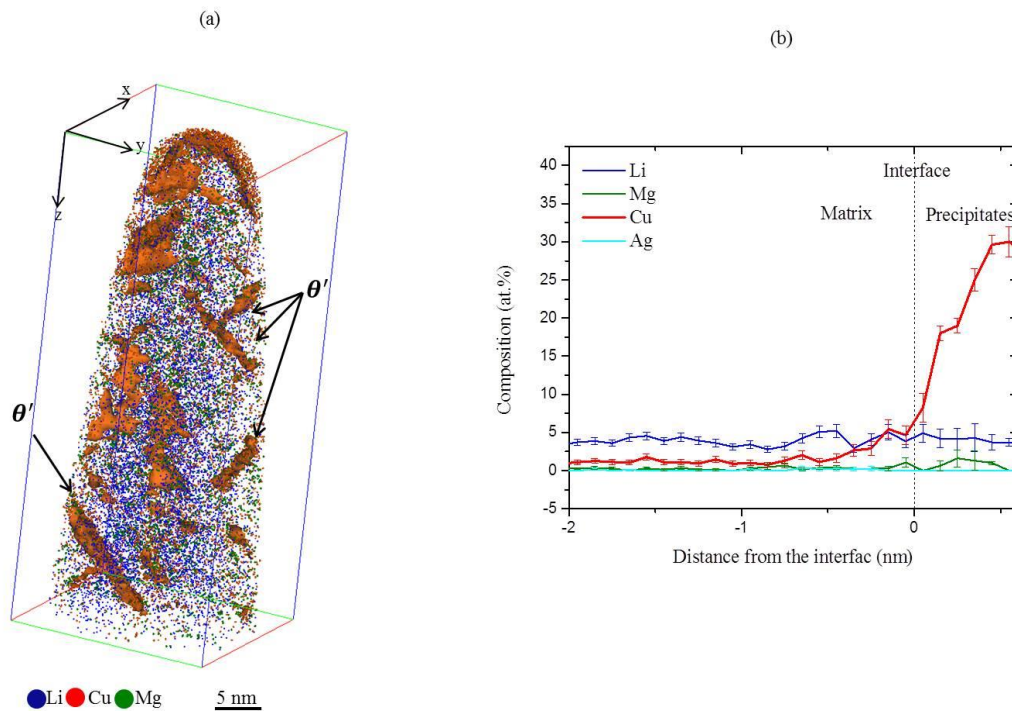 (a)
x
y
z
θ′
θ′
Li Cu Mg 5 nm
(b)
Li
Mg
Cu
Ag
Interface
Matrix
Precipitates
Composition (at.%)
40
35
30
25
20
15
10
5
0
-5
-2 -1 0
Distance from the interfac (nm)